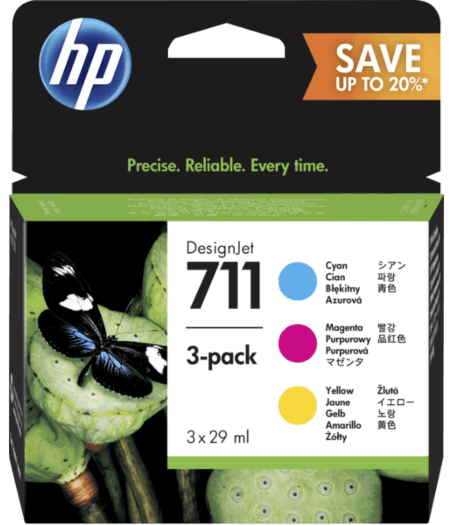 hp
SAVE
UP TO 20%*
Precise. Reliable. Every time.
DesignJet
711
3-pack
3 x 29 ml
Cyan シアン
Cian 파랑
Błękitny 青色
Azurová
Magenta 빨강
Purpurowy 品红色
Purpurová
マゼンタ
Yellow Žlutá
Jaune イエロー
Gelb 노랑
Amarillo 黄色
Żółty